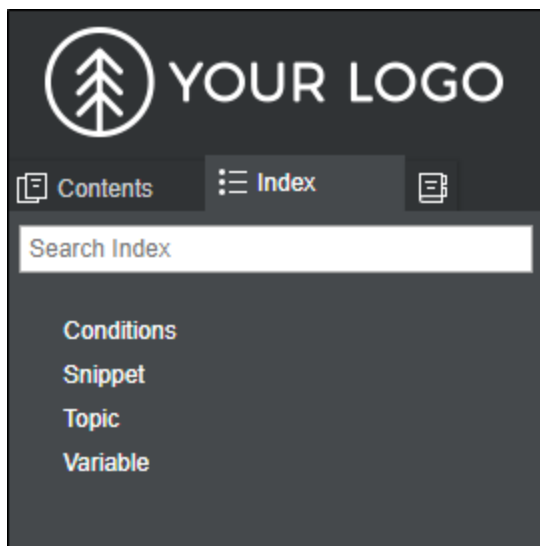 YOUR LOGO
Contents
Index
Search Index
Conditions
Snippet
Topic
Variable